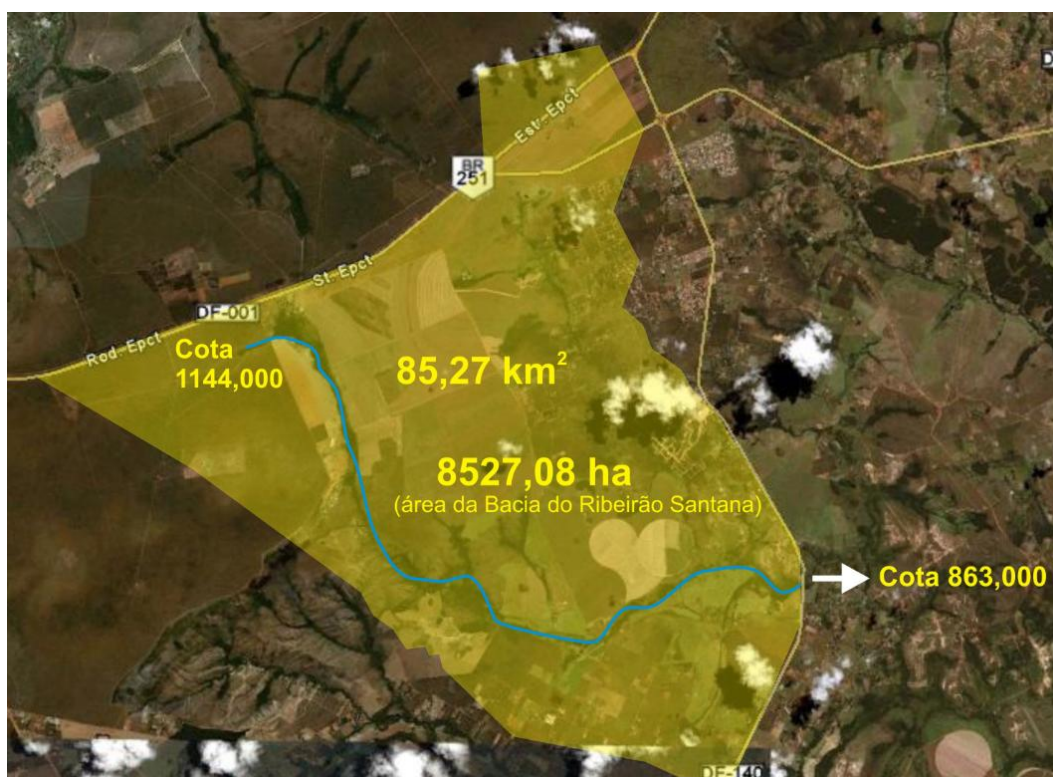 Est. Epct
BR
251
St. Epct
DF-001
Rod. Epct
Cota
1144,000
85,27 km²
8527,08 ha
(área da Bacia do Ribeirão Santana)
Cota 863,000
DF-140